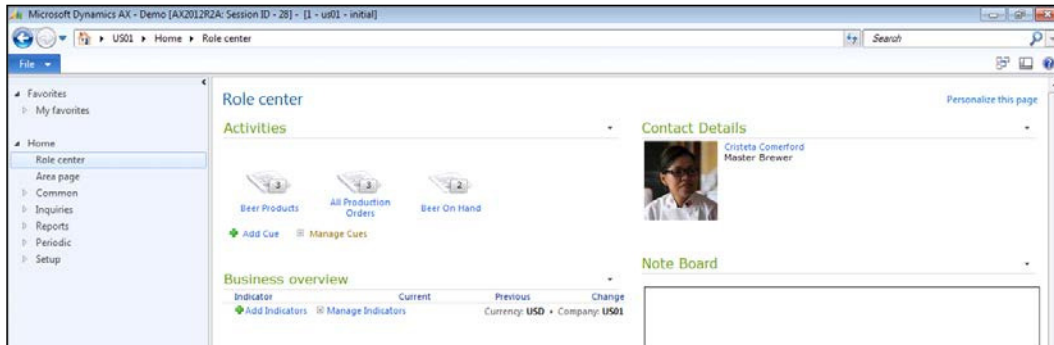 Microsoft Dynamics AX - Demo [AX2012R2A: Session ID - 28] - [1 - us01 - initial]
US01 Home Role center
Search
File
Favorites
My favorites
Home
Role center
Area page
Common
Inquiries
Reports
Periodic
Setup
Role center
Personalize this page
Activities
3
3
2
Beer Products
All Production
Orders
Beer On Hand
Add Cue Manage Cues
Business overview
Indicator Current Previous Change
Add Indicators Manage Indicators Currency: USD • Company: US01
Contact Details
Cristeta Comerford
Master Brewer
Note Board